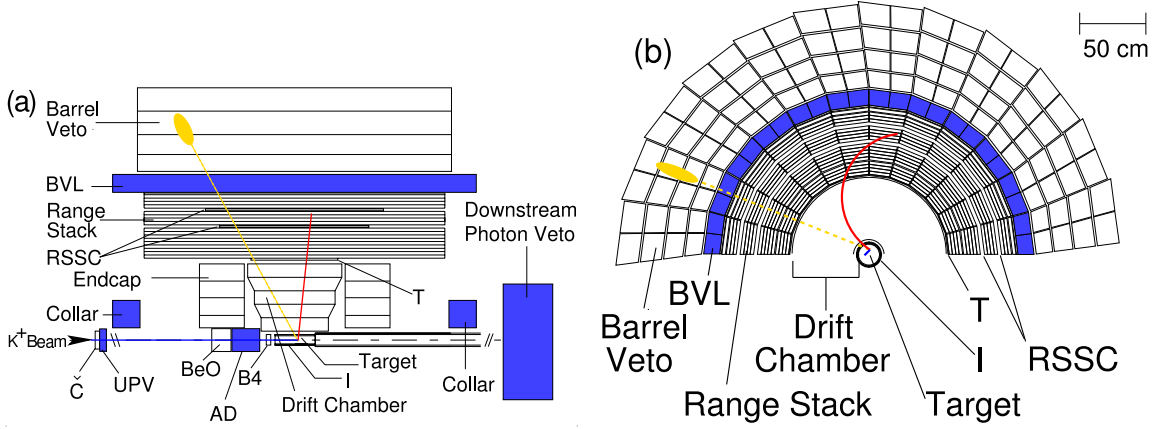 (a)
Barrel
Veto
BVL
Range
Stack
RSSC
Endcap
Collar
K+Beam
Č
UPV
BeO
AD
B4
I
Drift Chamber
Target
T
Collar
Downstream
Photon Veto
(b)
50 cm
Barrel
Veto
BVL
Range Stack
Drift
Chamber
Target
I
T
RSSC